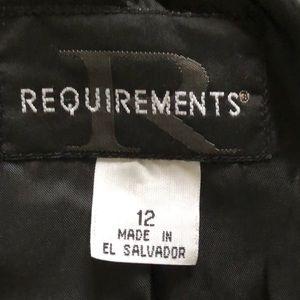 R
REQUIREMENTS®
12
MADE IN
EL SALVADOR